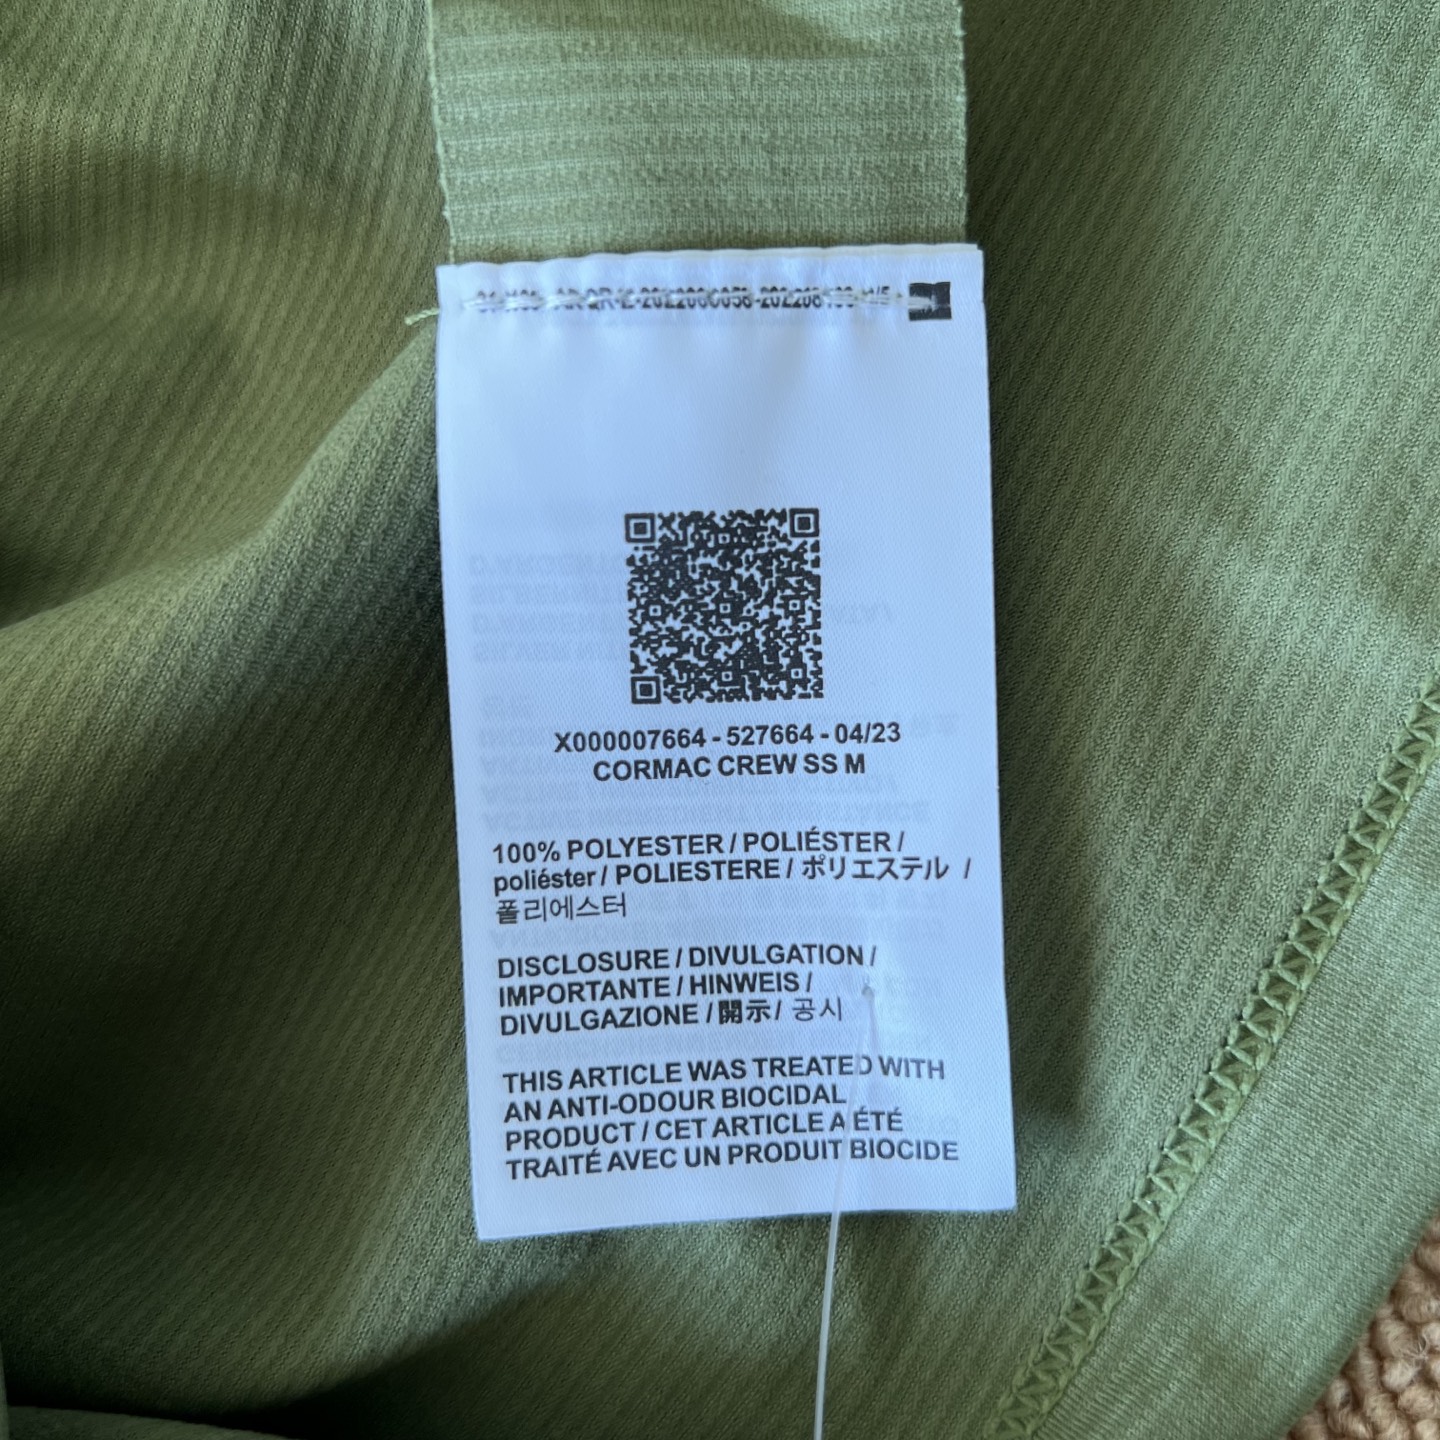 X000007664 - 527664 - 04/23
CORMAC CREW SS M
100% POLYESTER / POLIÉSTER /
poliéster / POLIESTERE / ポリエステル /
폴리에스터
DISCLOSURE / DIVULGATION /
IMPORTANTE / HINWEIS /
DIVULGAZIONE / 開示 / 공시
THIS ARTICLE WAS TREATED WITH
AN ANTI-ODOUR BIOCIDAL
PRODUCT / CET ARTICLE A ÉTÉ
TRAITÉ AVEC UN PRODUIT BIOCIDE